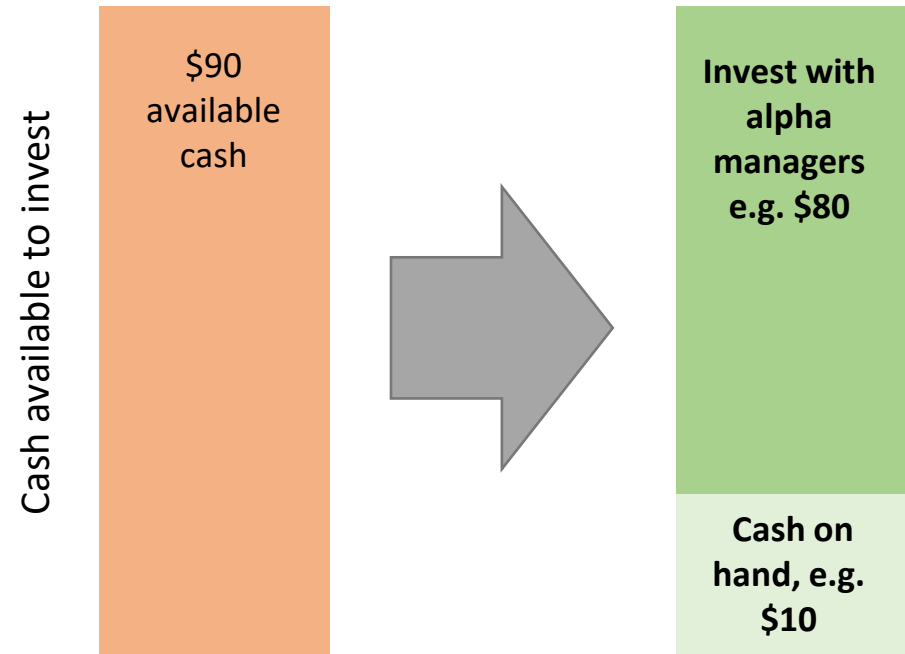 Cash available to invest
$90
available
cash
Invest with
alpha
managers
e.g. $80
Cash on
hand, e.g.
$10